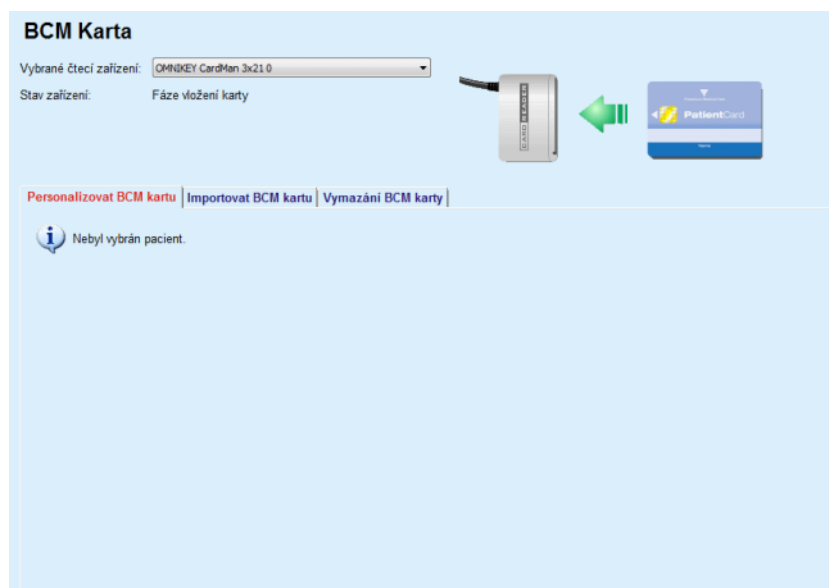 BCM Karta
Vybrané čtecí zařízení: OMNIKEY CardMan 3x21 0
Stav zařízení: Fáze vložení karty
CARD READER
PatientCard
Name
Personalizovat BCM kartu Importovat BCM kartu Vymazání BCM karty
Nebyl vybrán pacient.